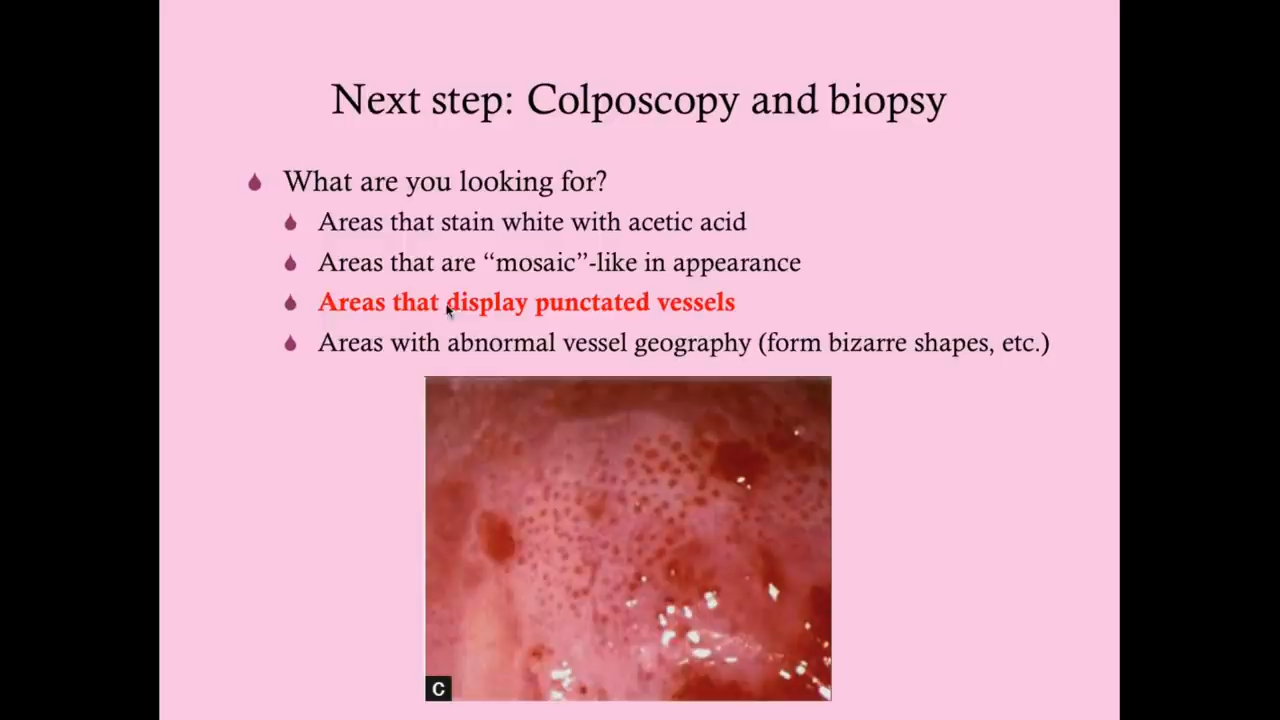 Next step: Colposcopy and biopsy
What are you looking for?
Areas that stain white with acetic acid
Areas that are “mosaic”-like in appearance
Areas that display punctated vessels
Areas with abnormal vessel geography (form bizarre shapes, etc.)
C